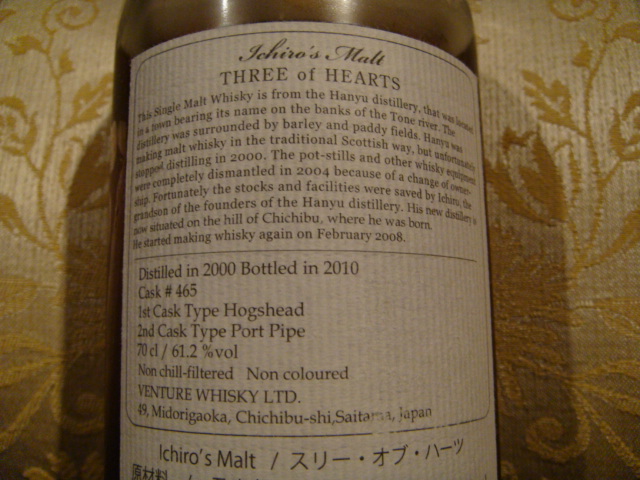 Ichiro's Malt
THREE of HEARTS
This Single Malt Whisky is from the Hanyu distillery, that was located
in a town bearing its name on the banks of the Tone river. The
distillery was surrounded by barley and paddy fields. Hanyu was
making malt whisky in the traditional Scottish way, but unfortunately
stopped distilling in 2000. The pot-stills and other whisky equipment
were completely dismantled in 2004 because of a change of owner-
ship. Fortunately the stocks and facilities were saved by Ichiro, the
grandson of the founders of the Hanyu distillery. His new distillery is
now situated on the hill of Chichibu, where he was born.
He started making whisky again on February 2008.
Distilled in 2000 Bottled in 2010
Cask # 465
1st Cask Type Hogshead
2nd Cask Type Port Pipe
70 cl / 61.2 %vol
Non chill-filtered Non coloured
VENTURE WHISKY LTD.
49, Midorigaoka, Chichibu-shi,Saitama, Japan
Ichiro's Malt / スリー・オブ・ハーツ
原材料 /